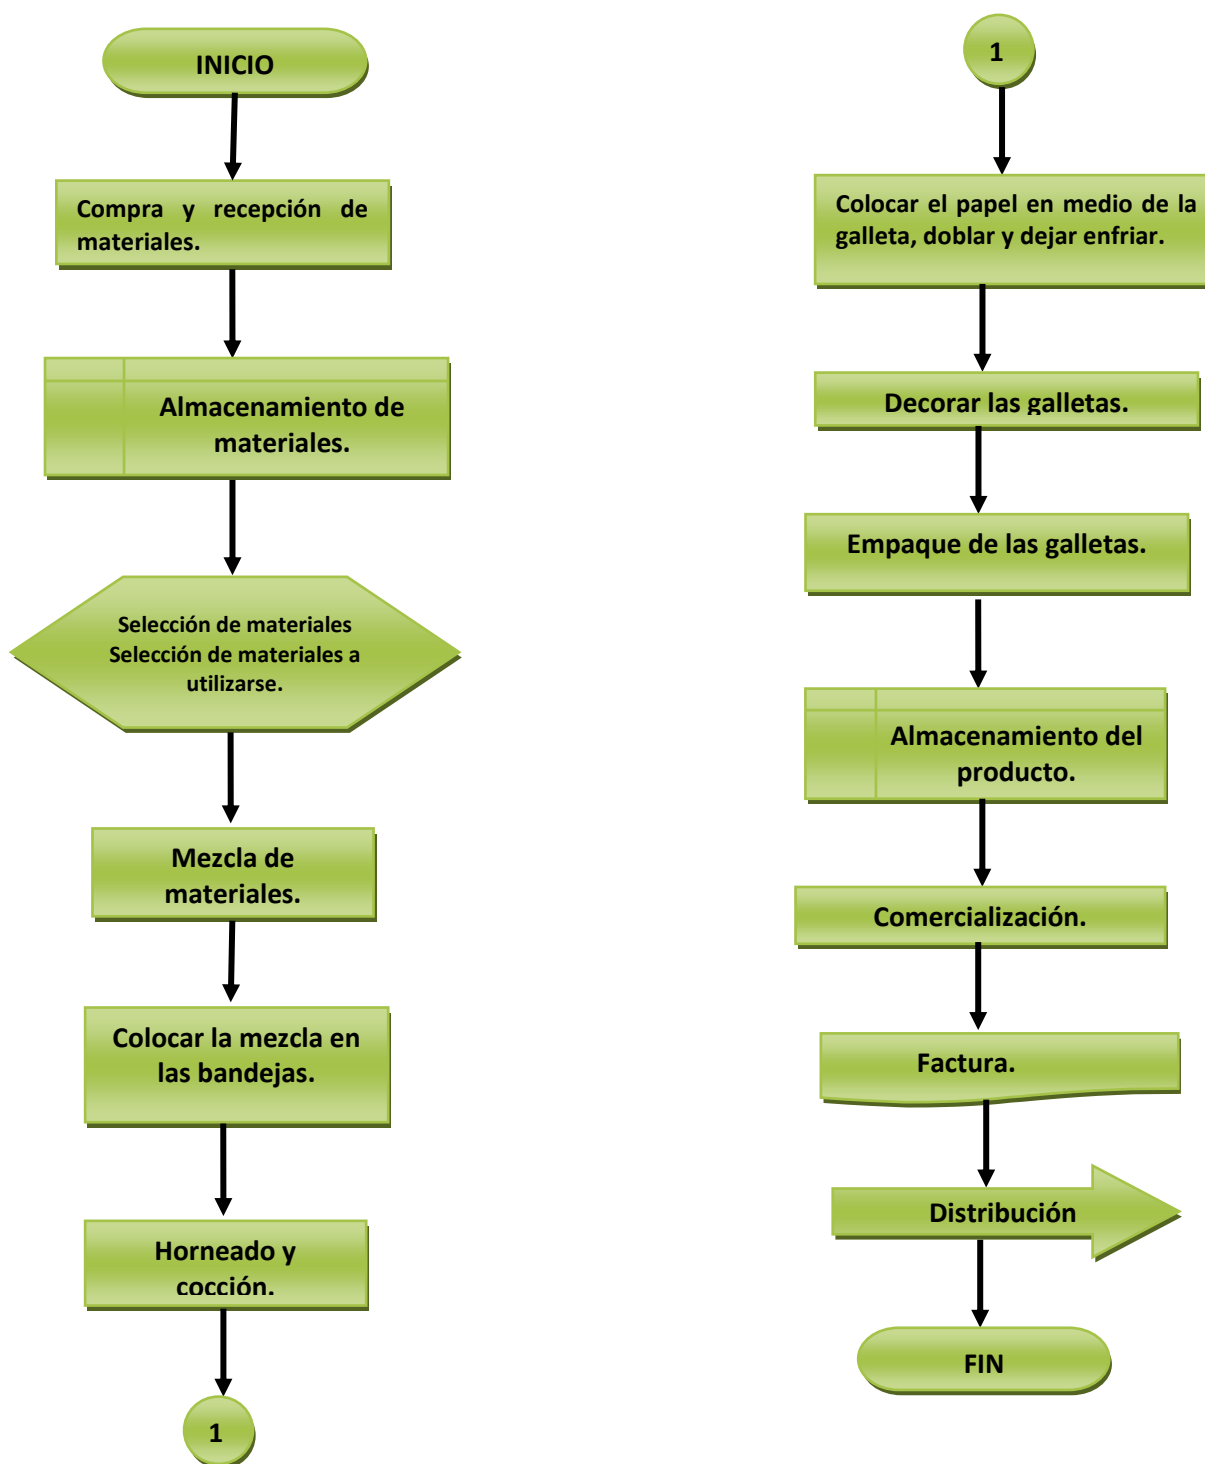 INICIO
Compra y recepción de
materiales.
Almacenamiento de
materiales.
Selección de materiales
Selección de materiales a
utilizarse.
Mezcla de
materiales.
Colocar la mezcla en
las bandejas.
Horneado y
cocción.
1
1
Colocar el papel en medio de la
galleta, doblar y dejar enfriar.
Decorar las galletas.
Empaque de las galletas.
Almacenamiento del
producto.
Comercialización.
Factura.
Distribución
FIN